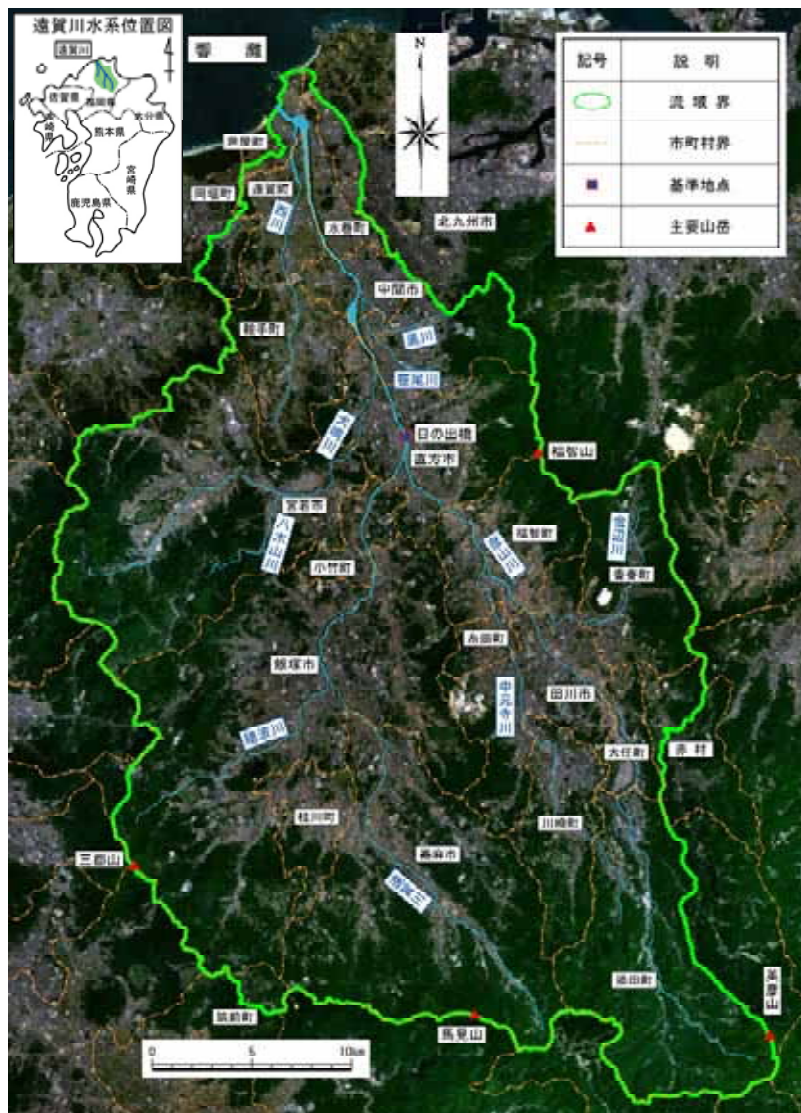 遠賀川水系位置図
遠賀川
佐賀県
福岡県
大分県
長崎県
熊本県
宮崎県
鹿児島県
響灘
N
記号 説明
流域界
市町村界
基準地点
主要山岳
芦屋町
岡垣町
遠賀町
西川
水巻町
北九州市
中間市
鞍手町
黒川
笹尾川
犬鳴川
日の出橋
直方市
福智山
宮若市
八木山川
小竹町
福智町
彦山川
金辺川
香春町
糸田町
飯塚市
田川市
中元寺川
穂波川
大任町
赤村
桂川町
川崎町
三郡山
嘉麻市
遠賀川
添田町
英彦山
筑前町
馬見山
0 5 10km